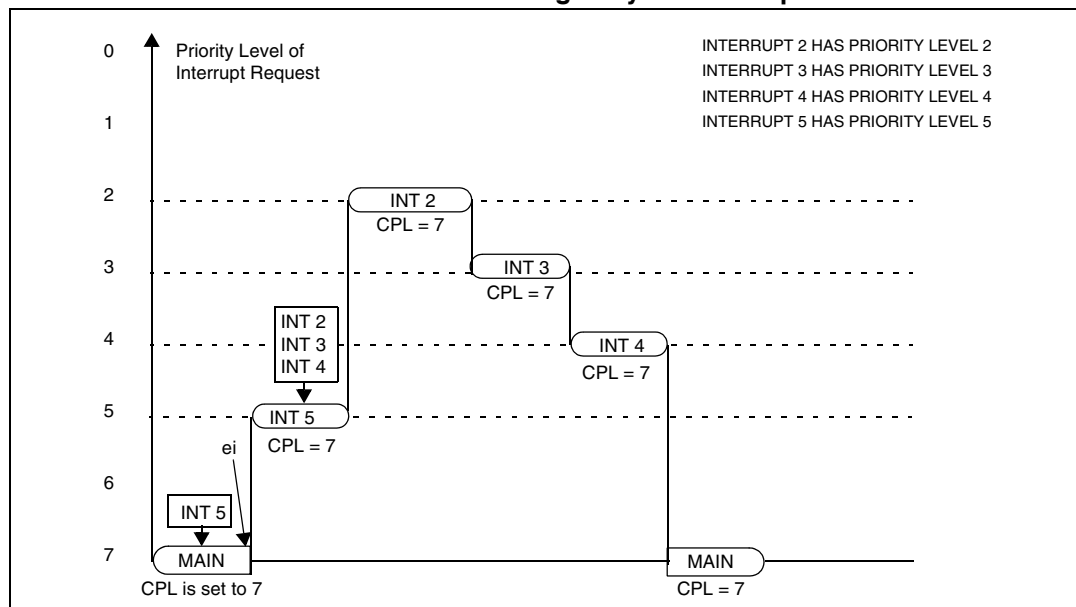 0
Priority Level of
Interrupt Request
INTERRUPT 2 HAS PRIORITY LEVEL 2
INTERRUPT 3 HAS PRIORITY LEVEL 3
INTERRUPT 4 HAS PRIORITY LEVEL 4
INTERRUPT 5 HAS PRIORITY LEVEL 5
1
2
INT 2
CPL = 7
3
INT 3
CPL = 7
INT 2
INT 3
INT 4
4
INT 4
CPL = 7
5
INT 5
CPL = 7
ei
6
INT 5
7
MAIN
CPL is set to 7
MAIN
CPL = 7